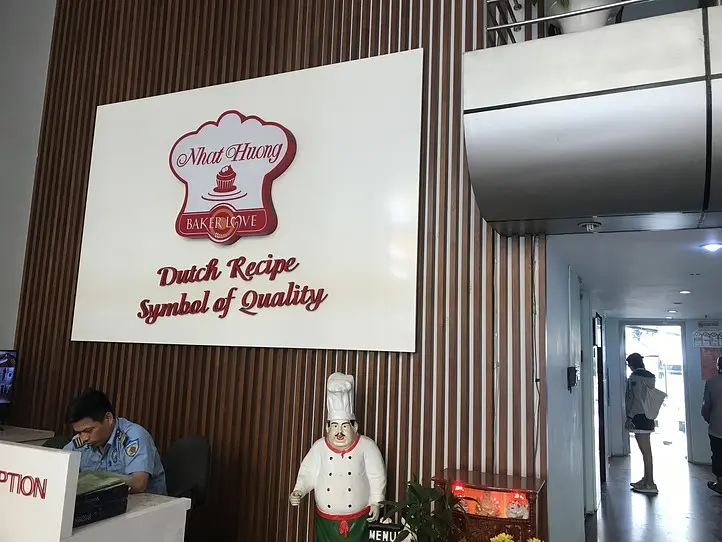 Nhat Huong
BAKER LOVE
Dutch Recipe
Symbol of Quality
PTION
MENU